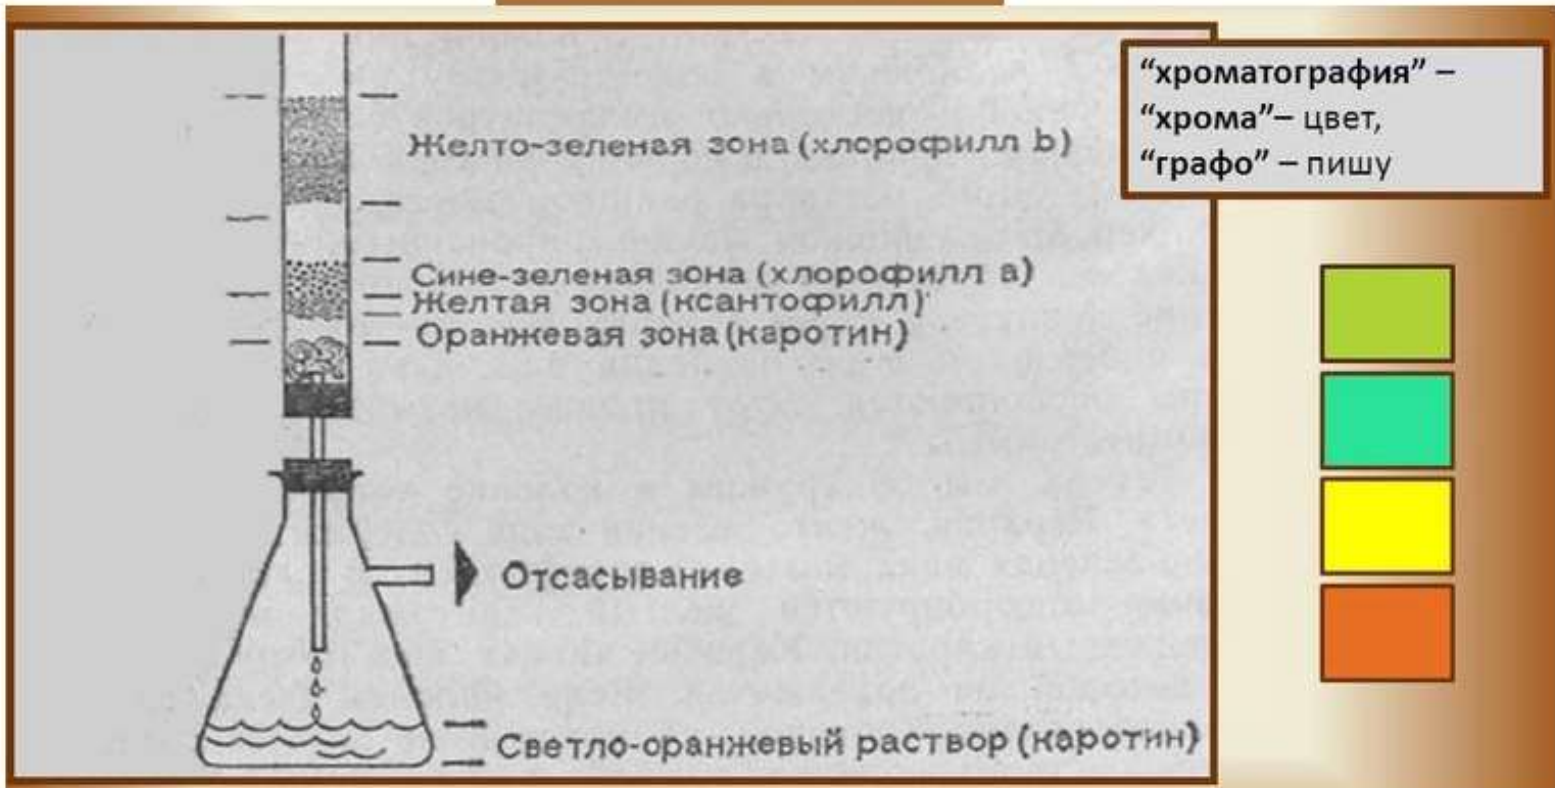 “хроматография” –
“хрома”– цвет,
“графо” – пишу
Желто-зеленая зона (хлорофилл b)
Сине-зеленая зона (хлорофилл a)
Желтая зона (ксантофилл)
Оранжевая зона (каротин)
Отсасывание
Светло-оранжевый раствор (каротин)